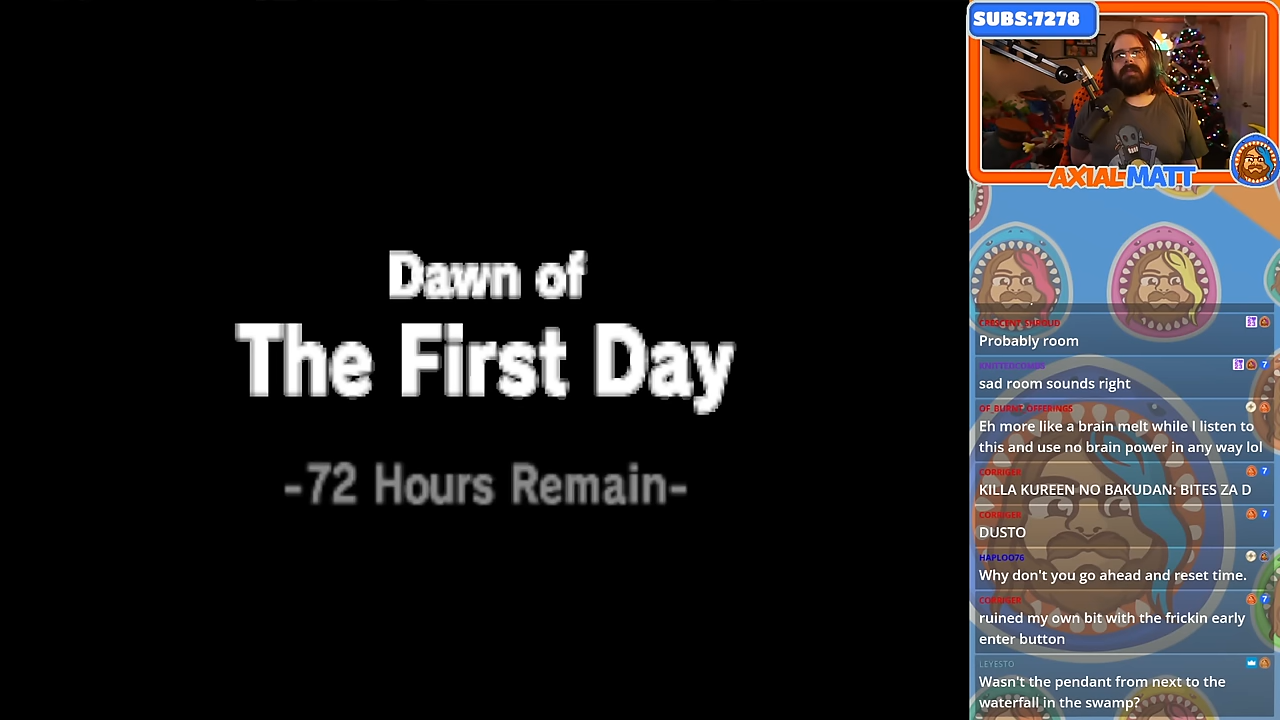 Dawn of
The First Day
-72 Hours Remain-
SUBS:7278
AXIAL MATT
CRESCENT_SHROUD
Probably room
sad room sounds right
OF_BURNT_OFFERINGS
Eh more like a brain melt while I listen to
this and use no brain power in any way lol
CORRIGER
KILLA KUREEN NO BAKUDAN: BITES ZA D
CORRIGER
DUSTO
HAPLOO76
Why don't you go ahead and reset time.
CORRIGER
ruined my own bit with the frickin early
enter button
LEYESTO
Wasn't the pendant from next to the
waterfall in the swamp?